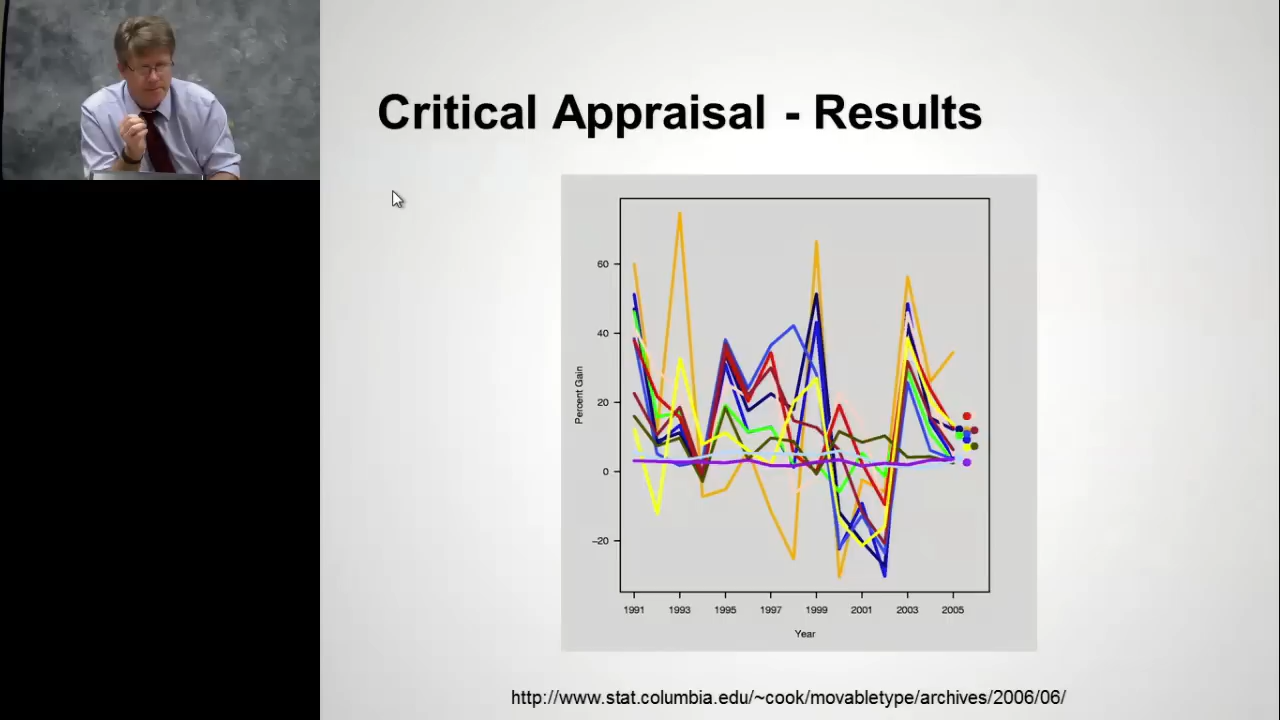 Critical Appraisal - Results
60
40
20
0
−20
Percent Gain
1991 1993 1995 1997 1999 2001 2003 2005
Year
http://www.stat.columbia.edu/~cook/movabletype/archives/2006/06/